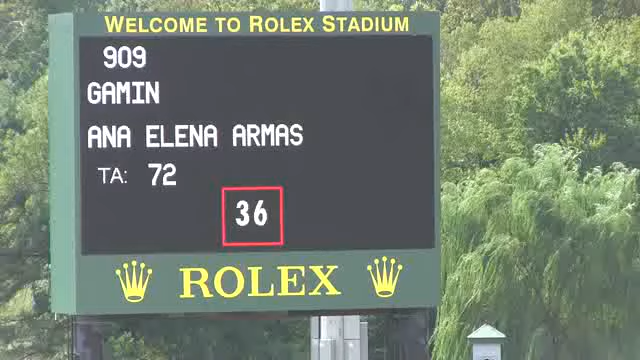 WELCOME TO ROLEX STADIUM
909
GAMIN
ANA ELENA ARMAS
TA: 72
36
ROLEX